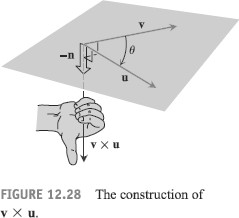 v
−n
θ
u
v × u
FIGURE 12.28 The construction of
v × u.